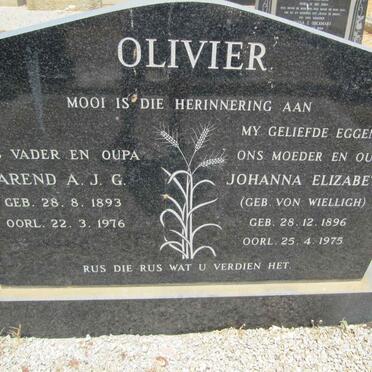 OLIVIER
MOOI IS DIE HERINNERING AAN
MY GELIEFDE EGGEN
VADER EN OUPA
ONS MOEDER EN OU
AREND A. J. G.
JOHANNA ELIZABE
GEB. 28. 8. 1893
(GEB. VON WIELLIGH)
OORL. 22. 3. 1976
GEB. 28. 12. 1896
OORL. 25. 4. 1975
RUS DIE RUS WAT U VERDIEN HET